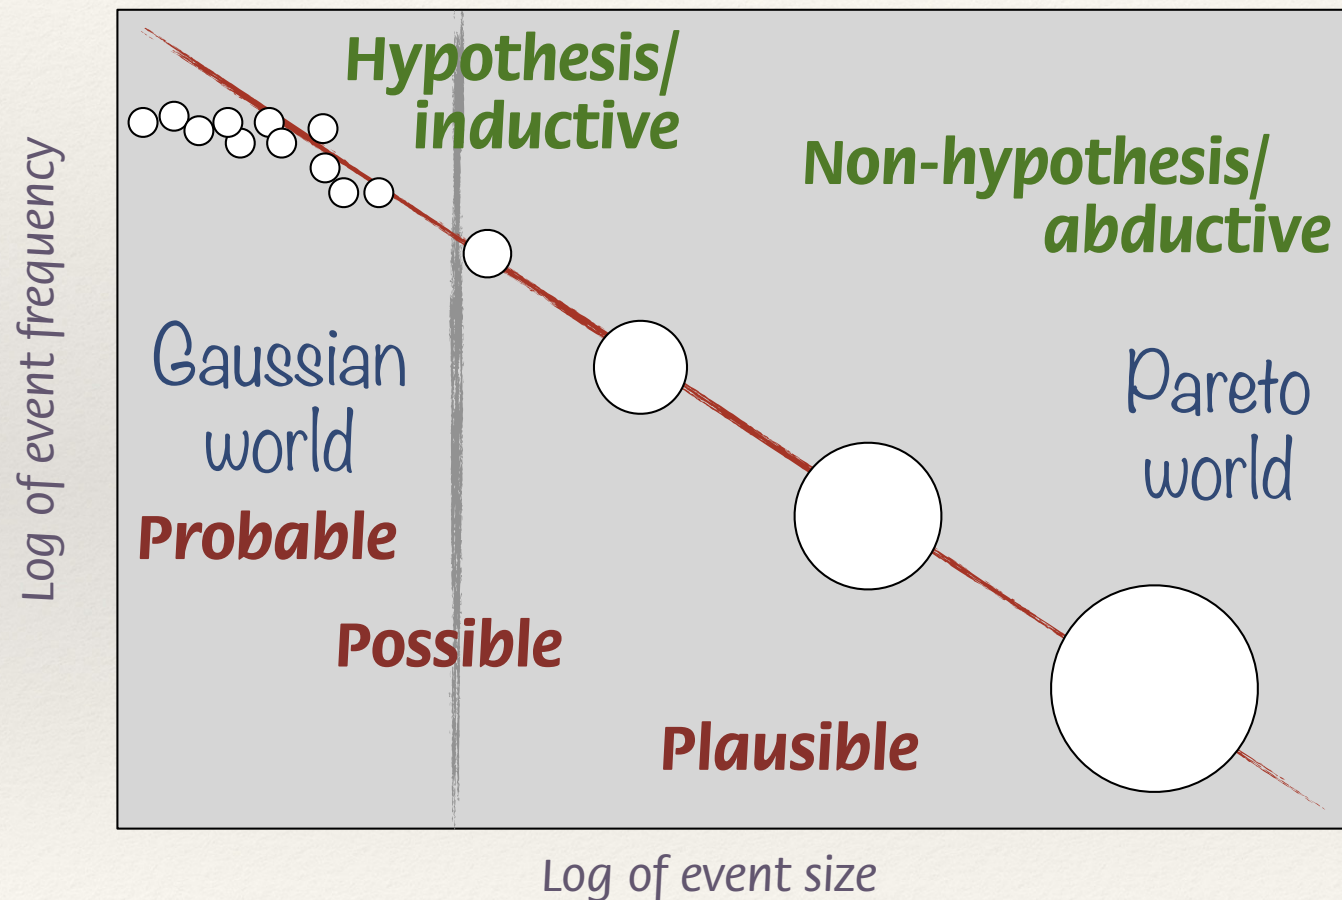 Hypothesis/
inductive
Non-hypothesis/
abductive
Log of event frequency
Gaussian
world
Pareto
world
Probable
Possible
Plausible
Log of event size